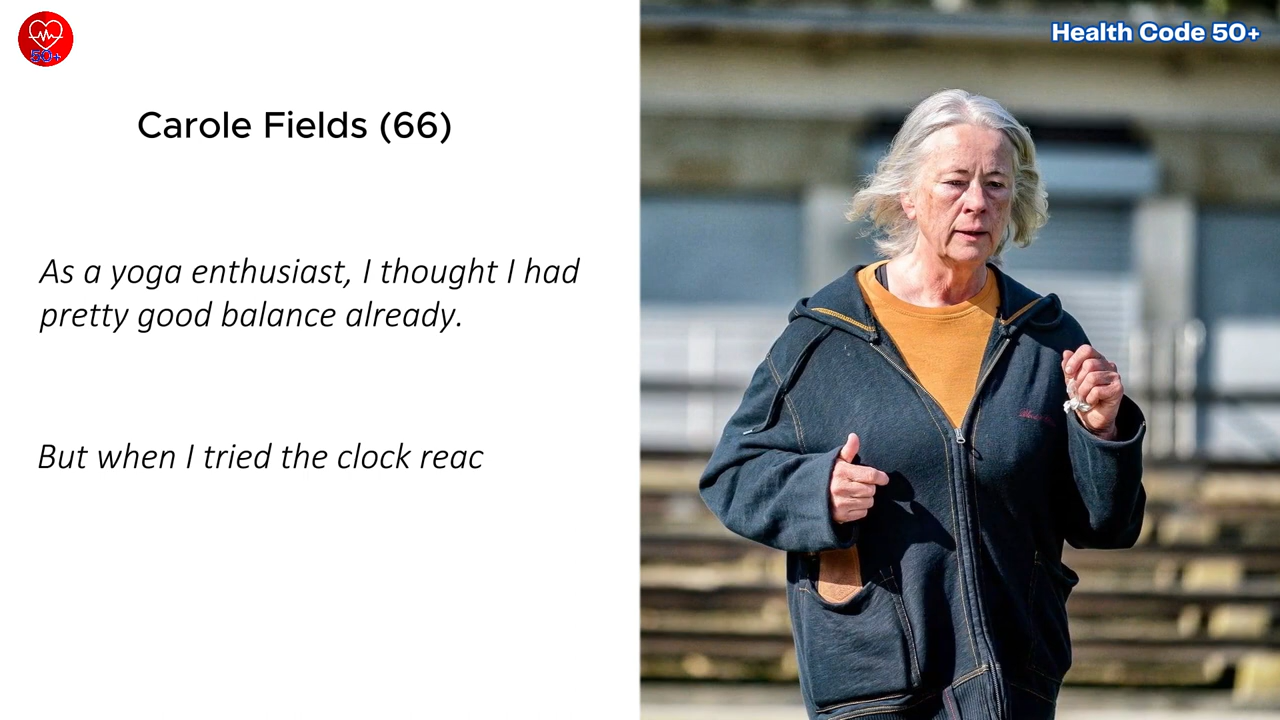 50+
Health Code 50+
Carole Fields (66)
As a yoga enthusiast, I thought I had
pretty good balance already.
But when I tried the clock reac